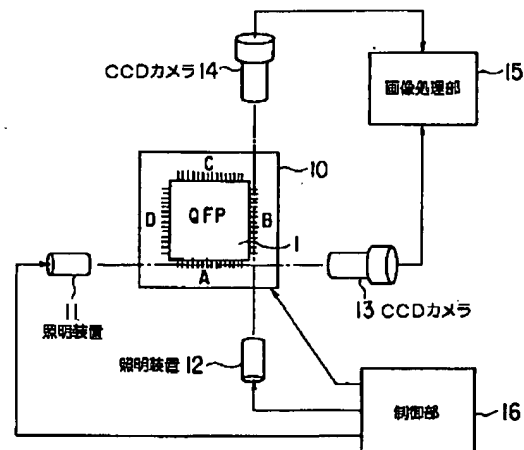 CCDカメラ 14
15
画像処理部
10
C
D
QFP
B
1
A
11
照明装置
13 CCDカメラ
照明装置 12
制御部
16